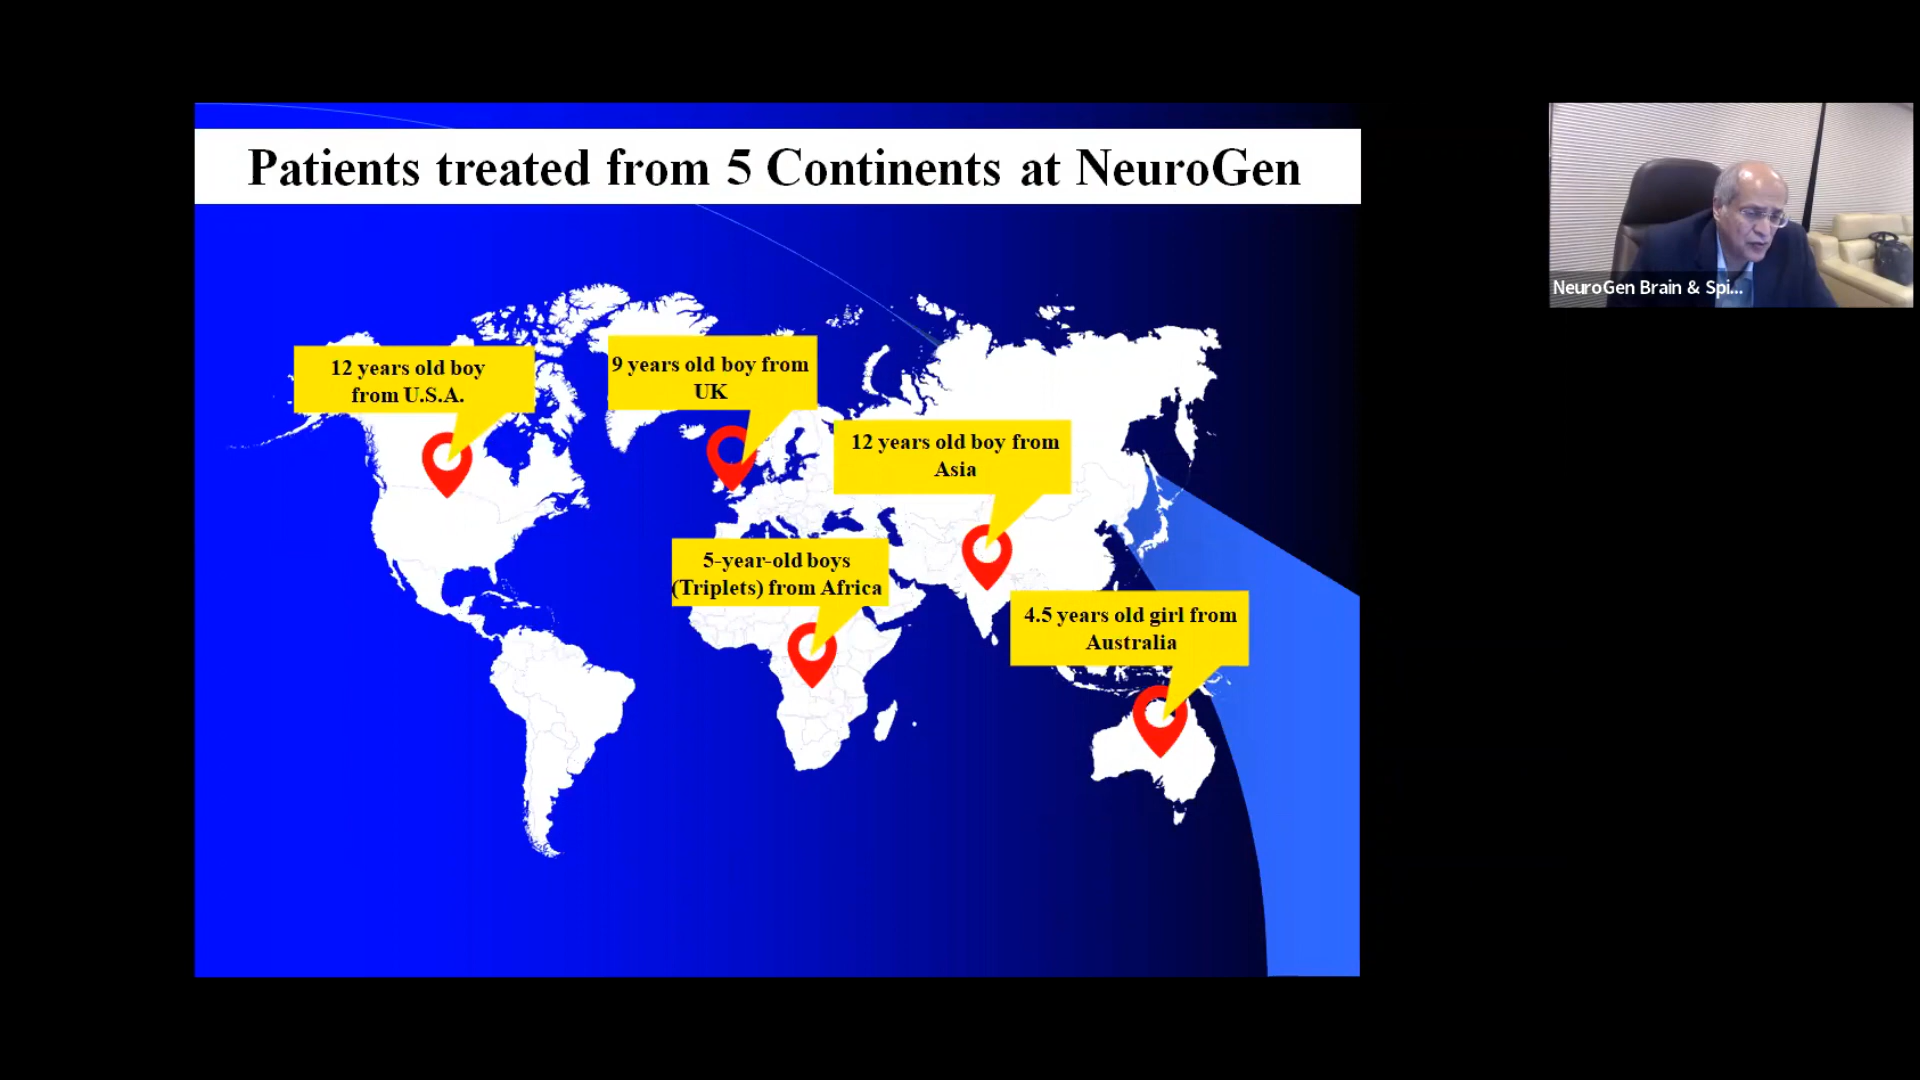 Patients treated from 5 Continents at NeuroGen
12 years old boy
from U.S.A.
9 years old boy from
UK
12 years old boy from
Asia
5-year-old boys
(Triplets) from Africa
4.5 years old girl from
Australia
NeuroGen Brain & Spi...